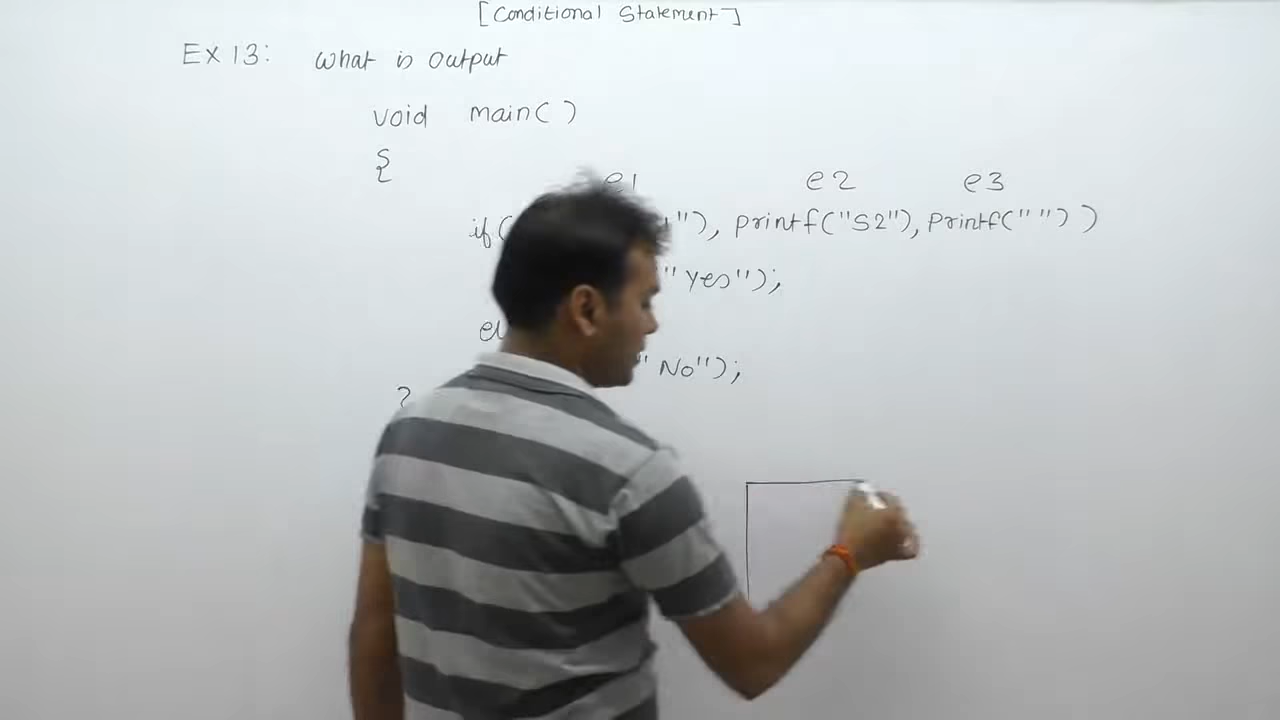 [Conditional Statement]
EX 13: What is output
void main( )
{
e1 e2 e3
if( "), printf("S2"), printf(" ") )
"Yes");
"No");